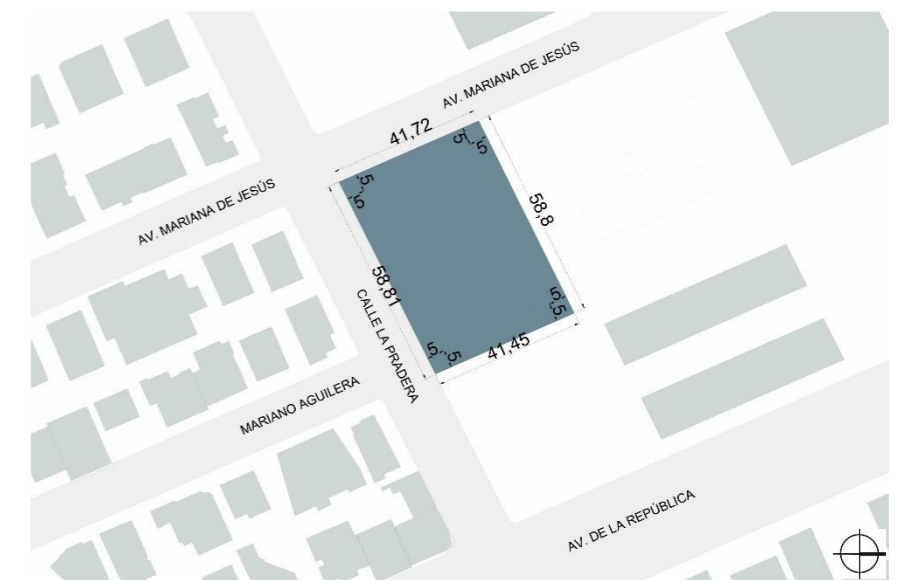 AV. MARIANA DE JESÚS
41,72
5
5
5
5
AV. MARIANA DE JESÚS
58,8
58,81
CALLE LA PRADERA
5
5
5
5
41,45
MARIANO AGUILERA
AV. DE LA REPÚBLICA